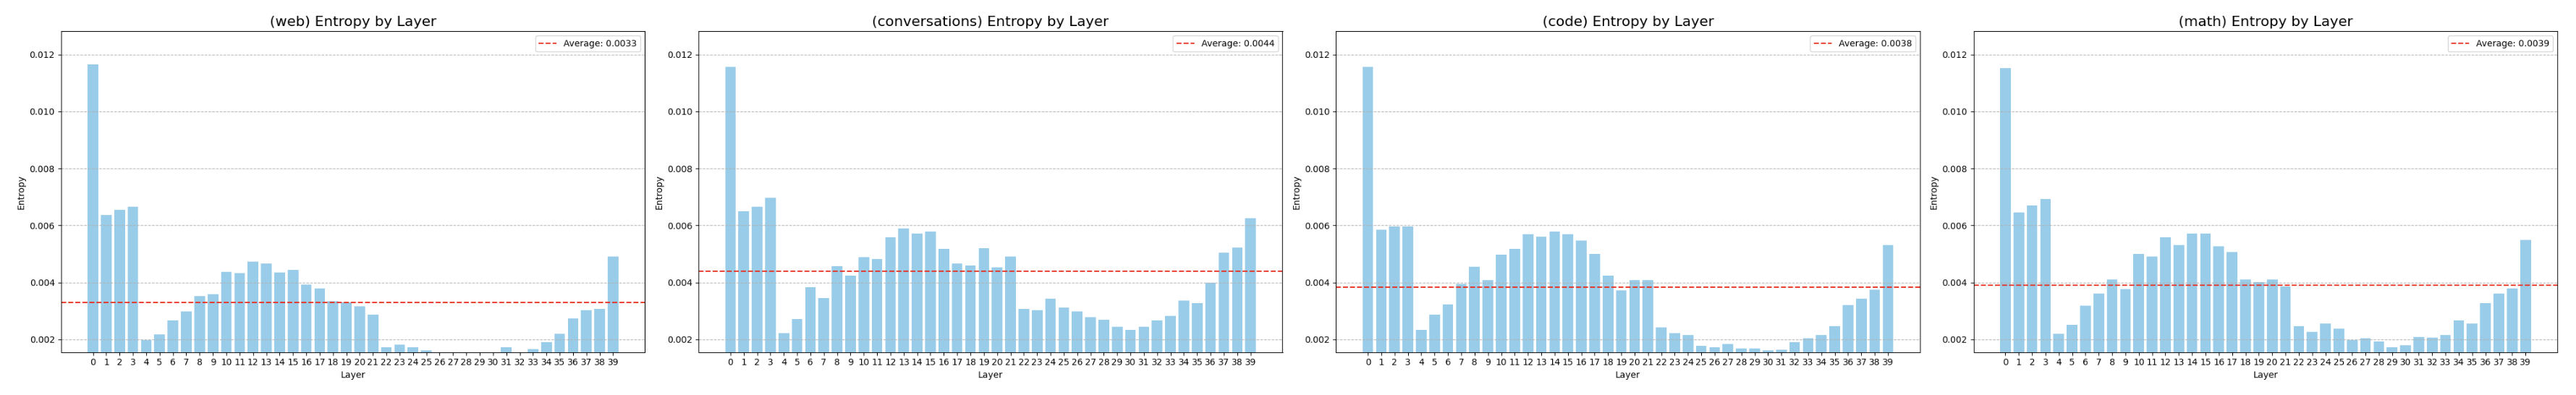 (web) Entropy by Layer
Average: 0.0033
0.012
0.010
0.008
0.006
0.004
0.002
Entropy
0 1 2 3 4 5 6 7 8 9 10 11 12 13 14 15 16 17 18 19 20 21 22 23 24 25 26 27 28 29 30 31 32 33 34 35 36 37 38 39
Layer
(conversations) Entropy by Layer
Average: 0.0044
0.012
0.010
0.008
0.006
0.004
0.002
Entropy
0 1 2 3 4 5 6 7 8 9 10 11 12 13 14 15 16 17 18 19 20 21 22 23 24 25 26 27 28 29 30 31 32 33 34 35 36 37 38 39
Layer
(code) Entropy by Layer
Average: 0.0038
0.012
0.010
0.008
0.006
0.004
0.002
Entropy
0 1 2 3 4 5 6 7 8 9 10 11 12 13 14 15 16 17 18 19 20 21 22 23 24 25 26 27 28 29 30 31 32 33 34 35 36 37 38 39
Layer
(math) Entropy by Layer
Average: 0.0039
0.012
0.010
0.008
0.006
0.004
0.002
Entropy
0 1 2 3 4 5 6 7 8 9 10 11 12 13 14 15 16 17 18 19 20 21 22 23 24 25 26 27 28 29 30 31 32 33 34 35 36 37 38 39
Layer